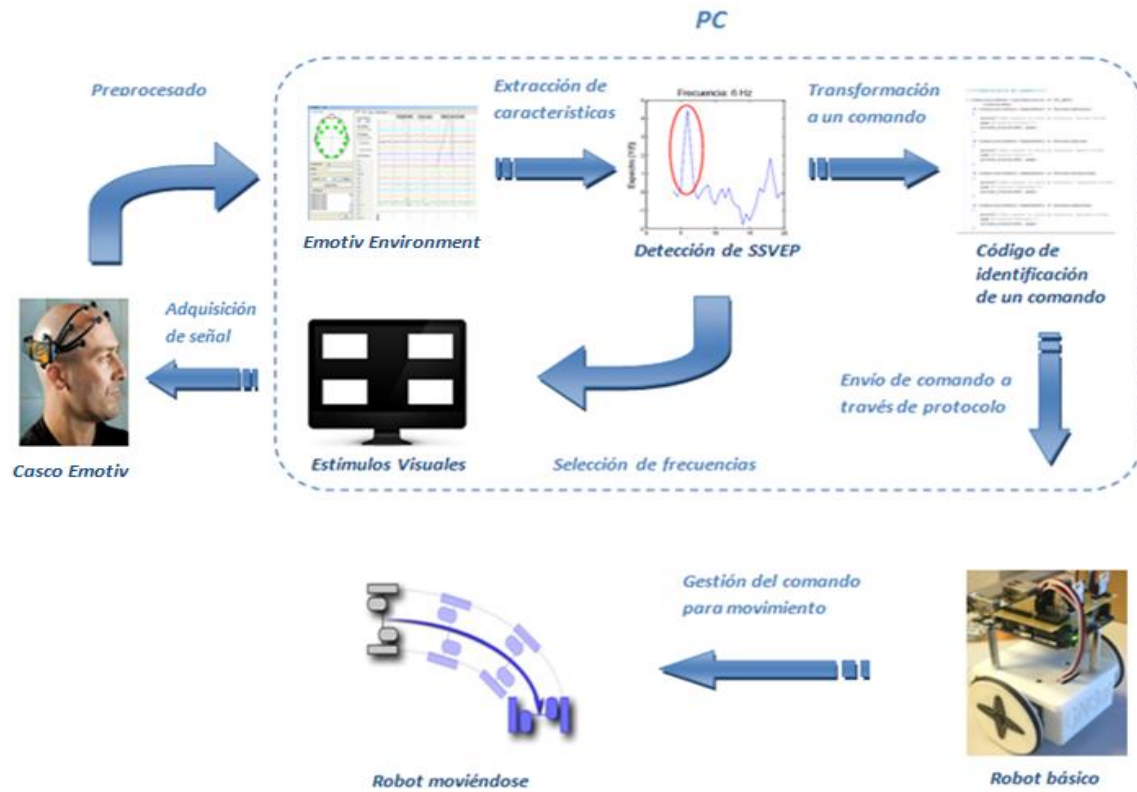 PC
Preprocesado
Extracción de
características
Frecuencia: 6 Hz
Transformación
a un comando
Emotiv Environment
Detección de SSVEP
Código de
identificación
de un comando
Adquisición
de señal
Envío de comando a
través de protocolo
Casco Emotiv
Estímulos Visuales
Selección de frecuencias
Gestión del comando
para movimiento
Robot moviéndose
Robot básico